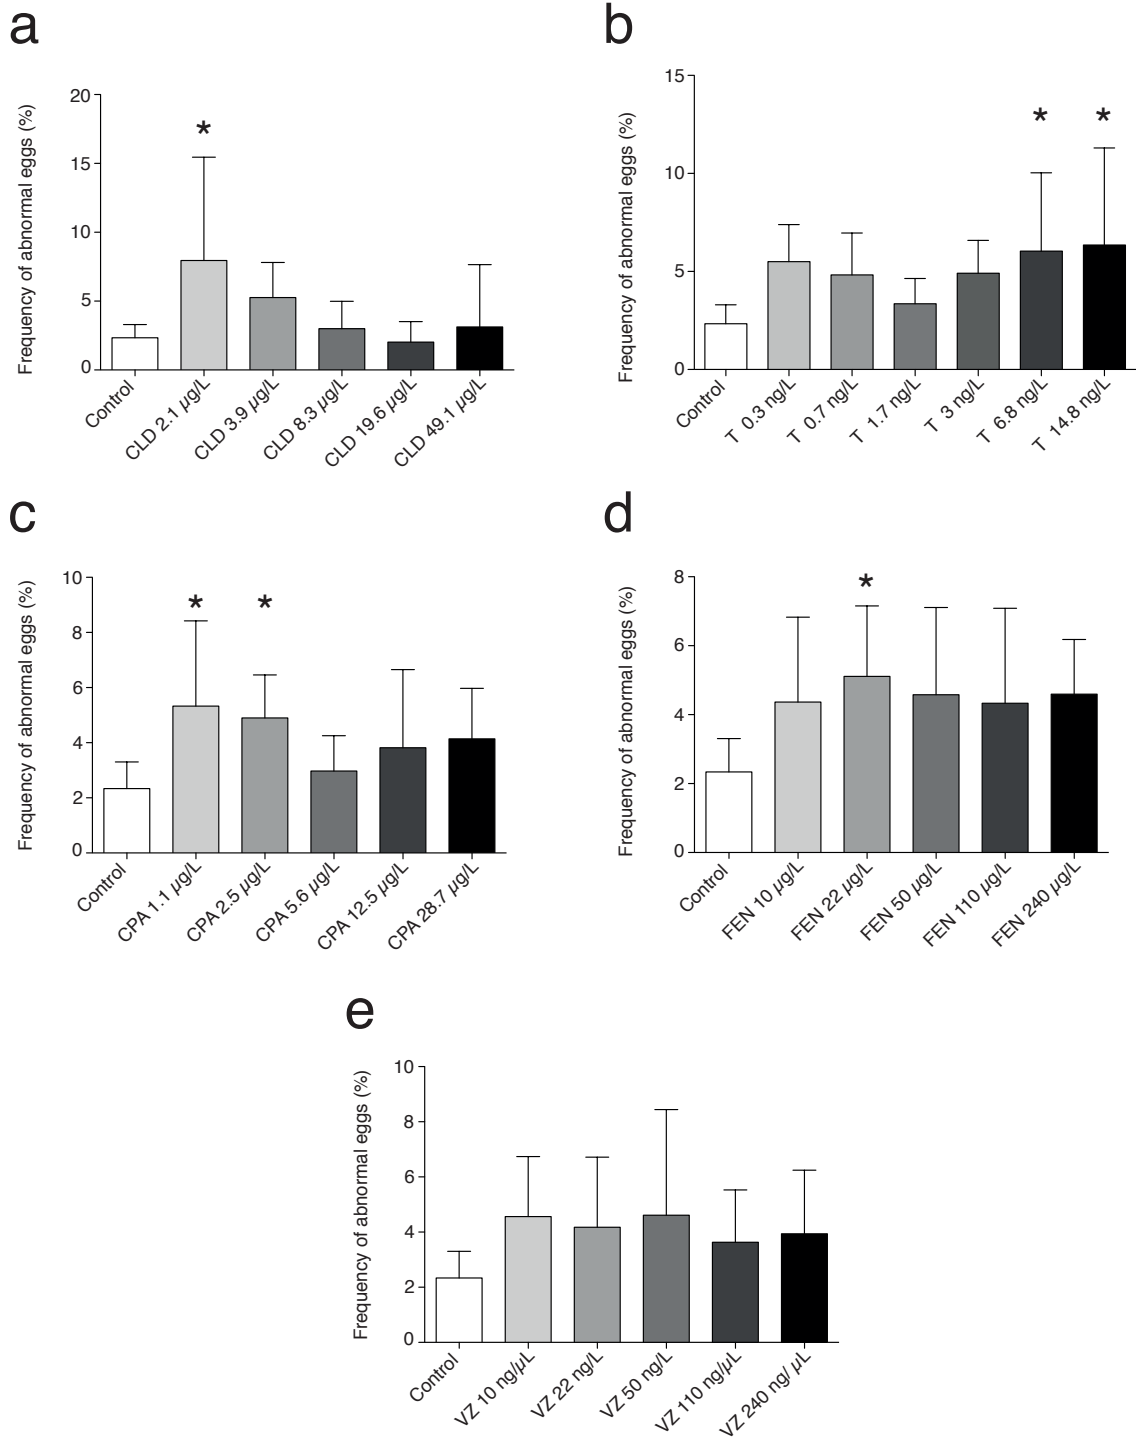 a
Frequency of abnormal eggs (%)
20
15
10
5
0
*
Control
CLD 2.1 µg/L
CLD 3.9 µg/L
CLD 8.3 µg/L
CLD 19.6 µg/L
CLD 49.1 µg/L
b
Frequency of abnormal eggs (%)
15
10
5
0
* *
Control
T 0.3 ng/L
T 0.7 ng/L
T 1.7 ng/L
T 3 ng/L
T 6.8 ng/L
T 14.8 ng/L
c
Frequency of abnormal eggs (%)
10
8
6
4
2
0
* *
Control
CPA 1.1 µg/L
CPA 2.5 µg/L
CPA 5.6 µg/L
CPA 12.5 µg/L
CPA 28.7 µg/L
d
Frequency of abnormal eggs (%)
8
6
4
2
0
*
Control
FEN 10 µg/L
FEN 22 µg/L
FEN 50 µg/L
FEN 110 µg/L
FEN 240 µg/L
e
Frequency of abnormal eggs (%)
10
8
6
4
2
0
Control
VZ 10 ng/µL
VZ 22 ng/L
VZ 50 ng/L
VZ 110 ng/µL
VZ 240 ng/ µL